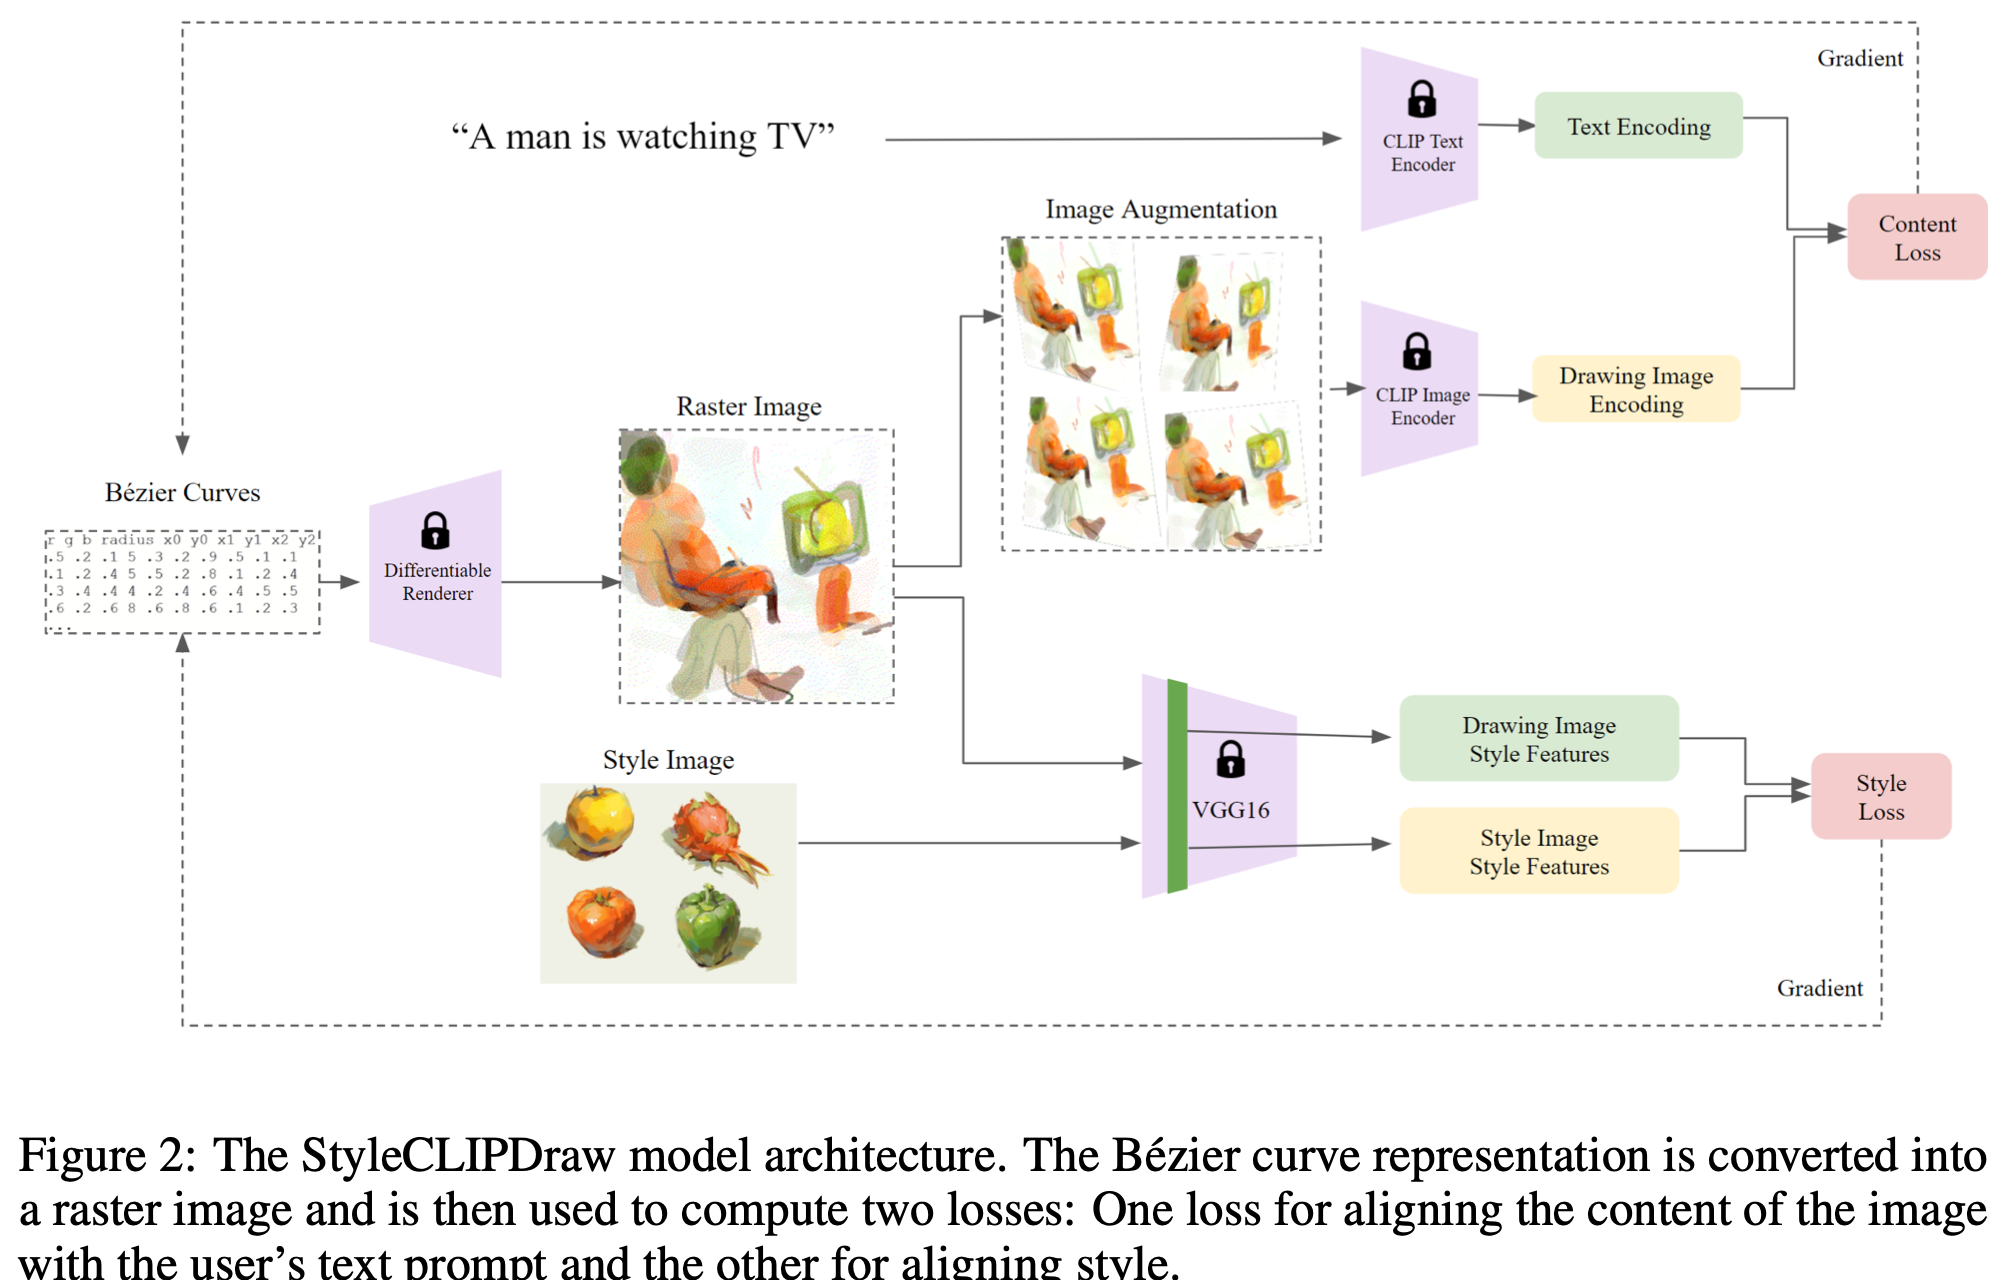 Gradient
“A man is watching TV”
CLIP Text
Encoder
Text Encoding
Content
Loss
Image Augmentation
CLIP Image
Encoder
Drawing Image
Encoding
Raster Image
Bézier Curves
r g b radius x0 y0 x1 y1 x2 y2
.5 .2 .1 5 .3 .2 .9 .5 .1 .1
.1 .2 .4 5 .5 .2 .8 .1 .2 .4
.3 .4 .4 4 .2 .4 .6 .4 .5 .5
.6 .2 .6 8 .6 .8 .6 .1 .2 .3
...
Differentiable
Renderer
Style Image
VGG16
Drawing Image
Style Features
Style Image
Style Features
Style
Loss
Gradient
Figure 2: The StyleCLIPDraw model architecture. The Bézier curve representation is converted into
a raster image and is then used to compute two losses: One loss for aligning the content of the image
with the user’s text prompt and the other for aligning style.